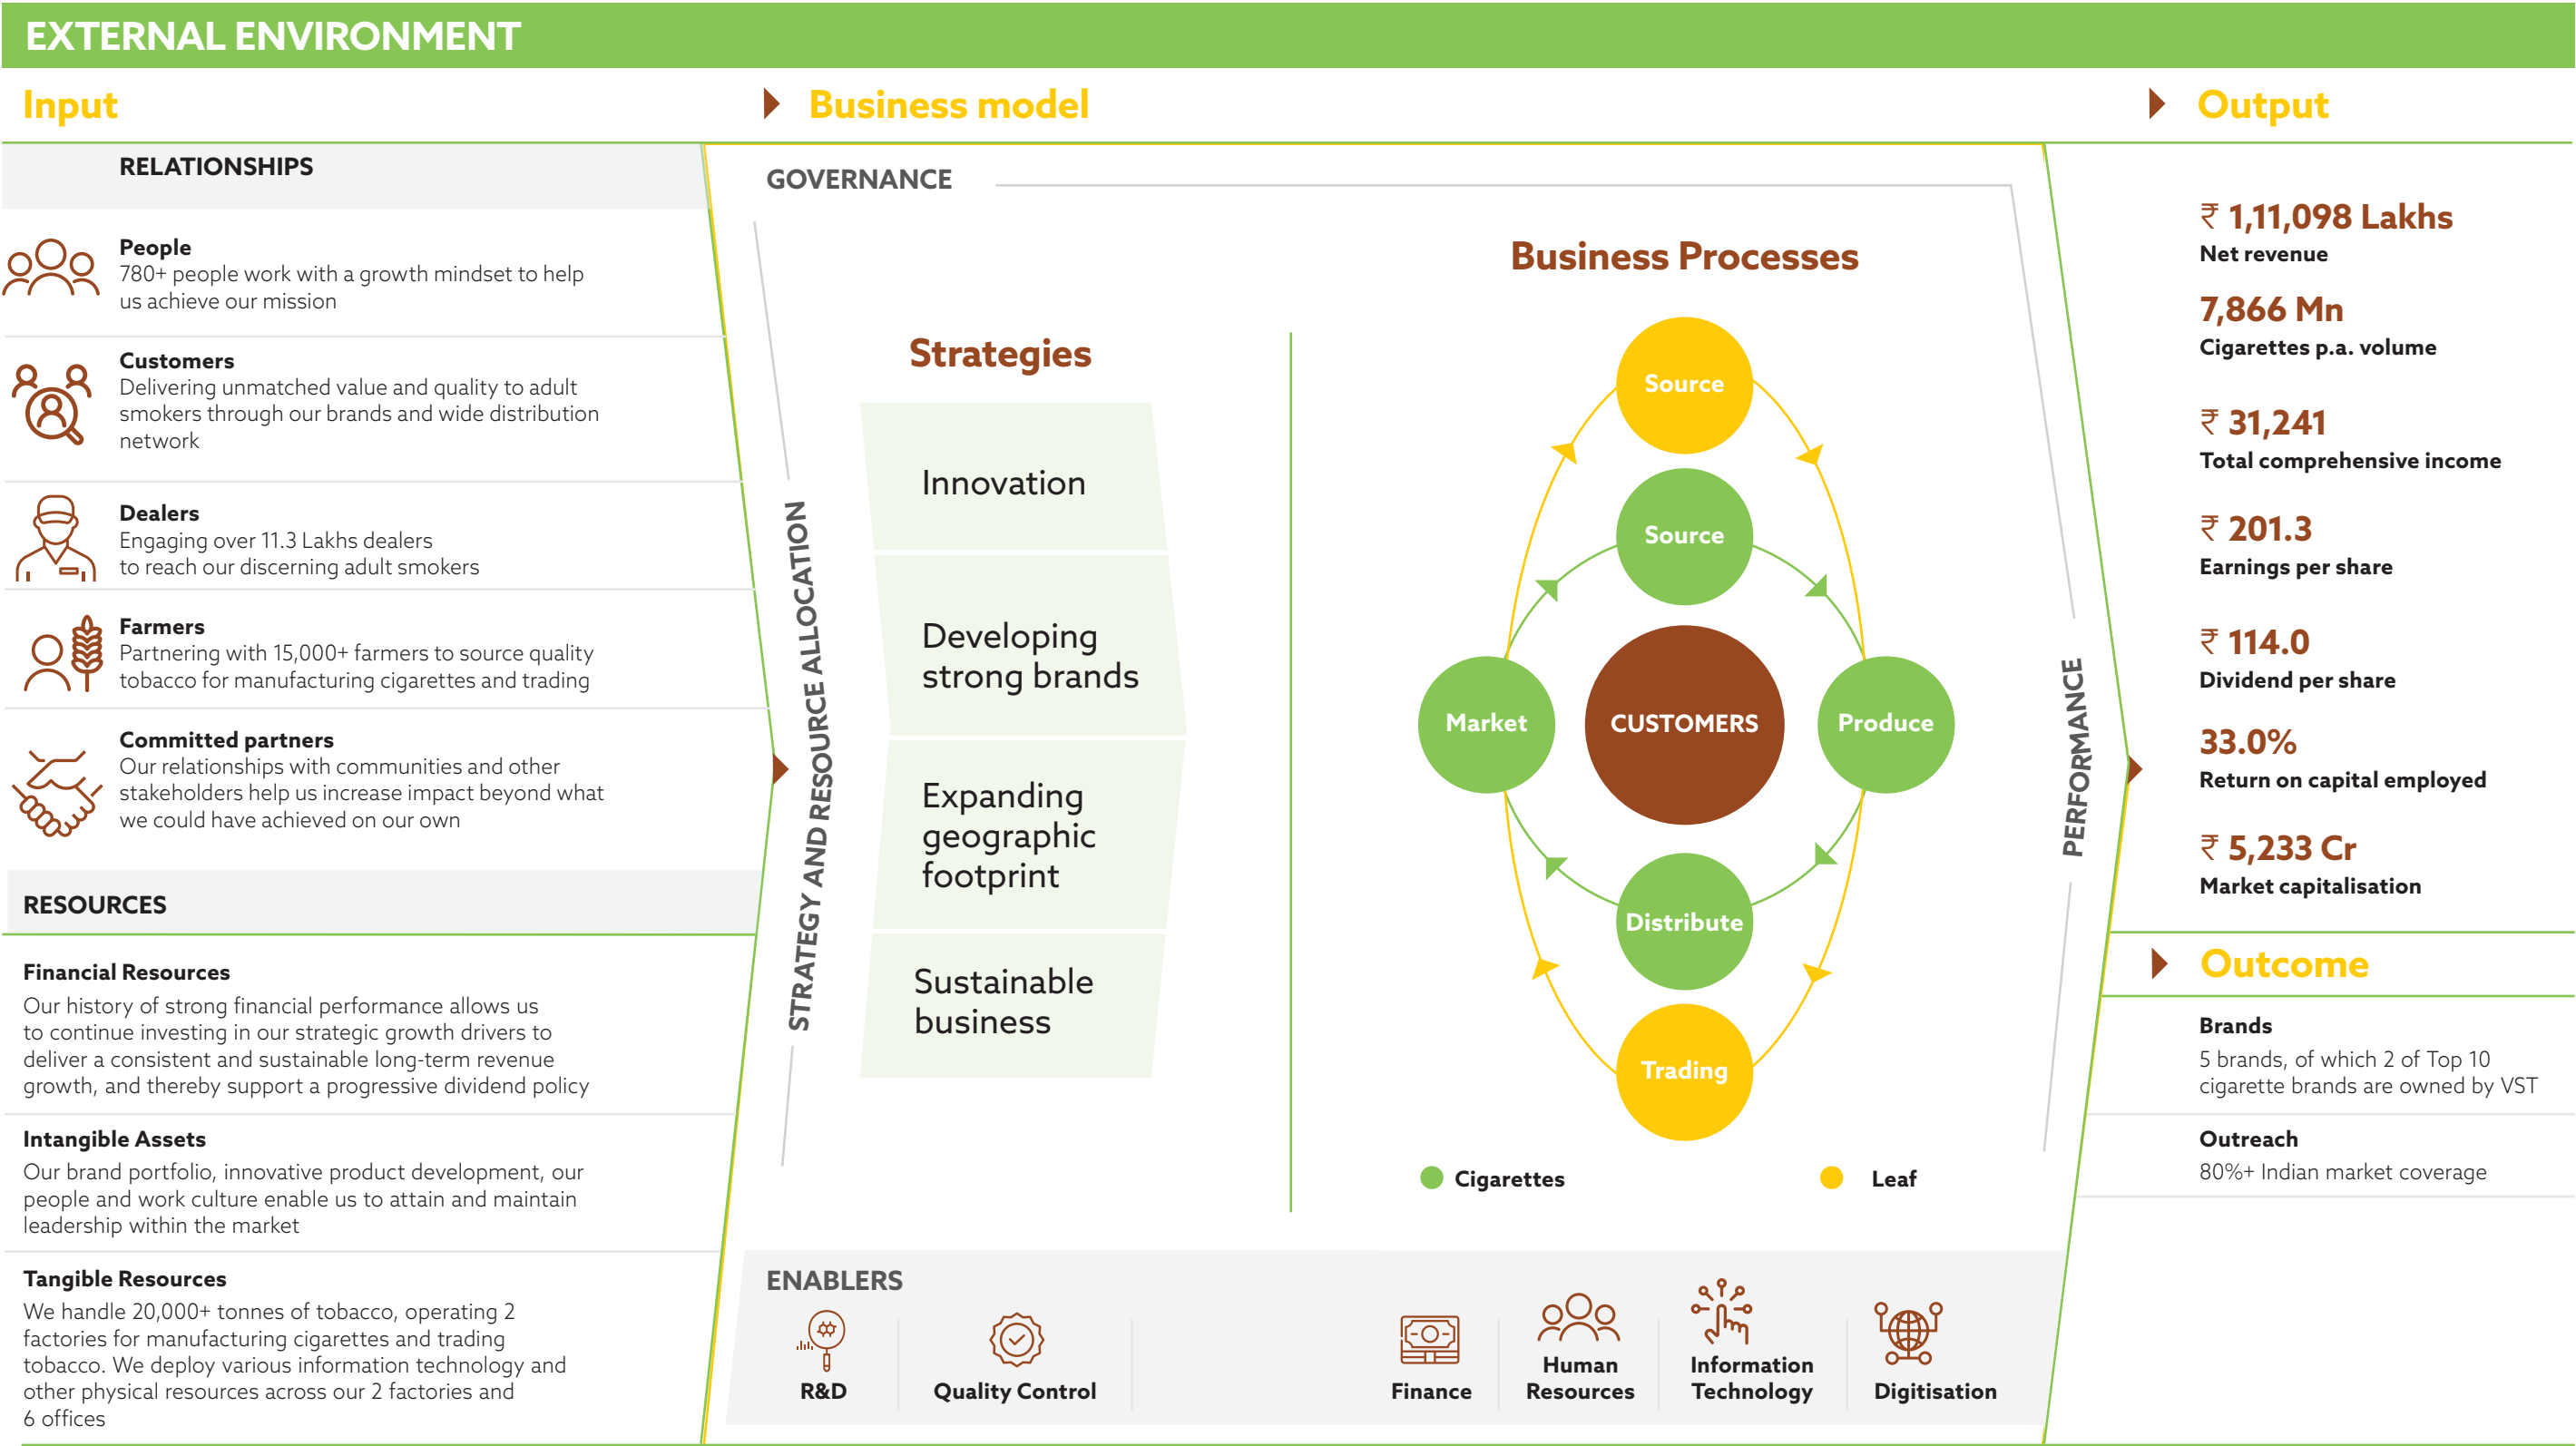 EXTERNAL ENVIRONMENT
Input
Business model
Output
RELATIONSHIPS
People
780+ people work with a growth mindset to help
us achieve our mission
Customers
Delivering unmatched value and quality to adult
smokers through our brands and wide distribution
network
Dealers
Engaging over 11.3 Lakhs dealers
to reach our discerning adult smokers
Farmers
Partnering with 15,000+ farmers to source quality
tobacco for manufacturing cigarettes and trading
Committed partners
Our relationships with communities and other
stakeholders help us increase impact beyond what
we could have achieved on our own
RESOURCES
Financial Resources
Our history of strong financial performance allows us
to continue investing in our strategic growth drivers to
deliver a consistent and sustainable long-term revenue
growth, and thereby support a progressive dividend policy
Intangible Assets
Our brand portfolio, innovative product development, our
people and work culture enable us to attain and maintain
leadership within the market
Tangible Resources
We handle 20,000+ tonnes of tobacco, operating 2
factories for manufacturing cigarettes and trading
tobacco. We deploy various information technology and
other physical resources across our 2 factories and
6 offices
GOVERNANCE
STRATEGY AND RESOURCE ALLOCATION
Strategies
Innovation
Developing
strong brands
Expanding
geographic
footprint
Sustainable
business
Business Processes
Source
Source
Market
CUSTOMERS
Produce
Distribute
Trading
Cigarettes
Leaf
PERFORMANCE
ENABLERS
R&D
Quality Control
Finance
Human
Resources
Information
Technology
Digitisation
₹ 1,11,098 Lakhs
Net revenue
7,866 Mn
Cigarettes p.a. volume
₹ 31,241
Total comprehensive income
₹ 201.3
Earnings per share
₹ 114.0
Dividend per share
33.0%
Return on capital employed
₹ 5,233 Cr
Market capitalisation
Outcome
Brands
5 brands, of which 2 of Top 10
cigarette brands are owned by VST
Outreach
80%+ Indian market coverage